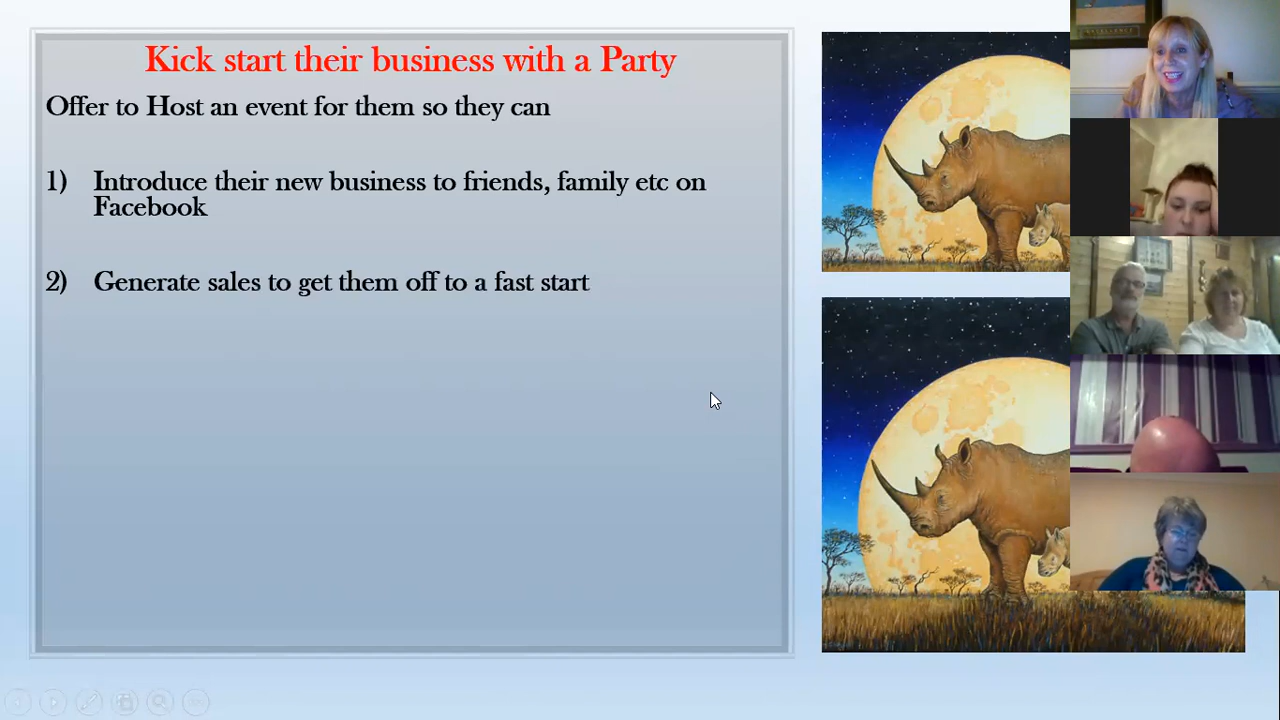 Kick start their business with a Party
Offer to Host an event for them so they can
1) Introduce their new business to friends, family etc on
Facebook
2) Generate sales to get them off to a fast start